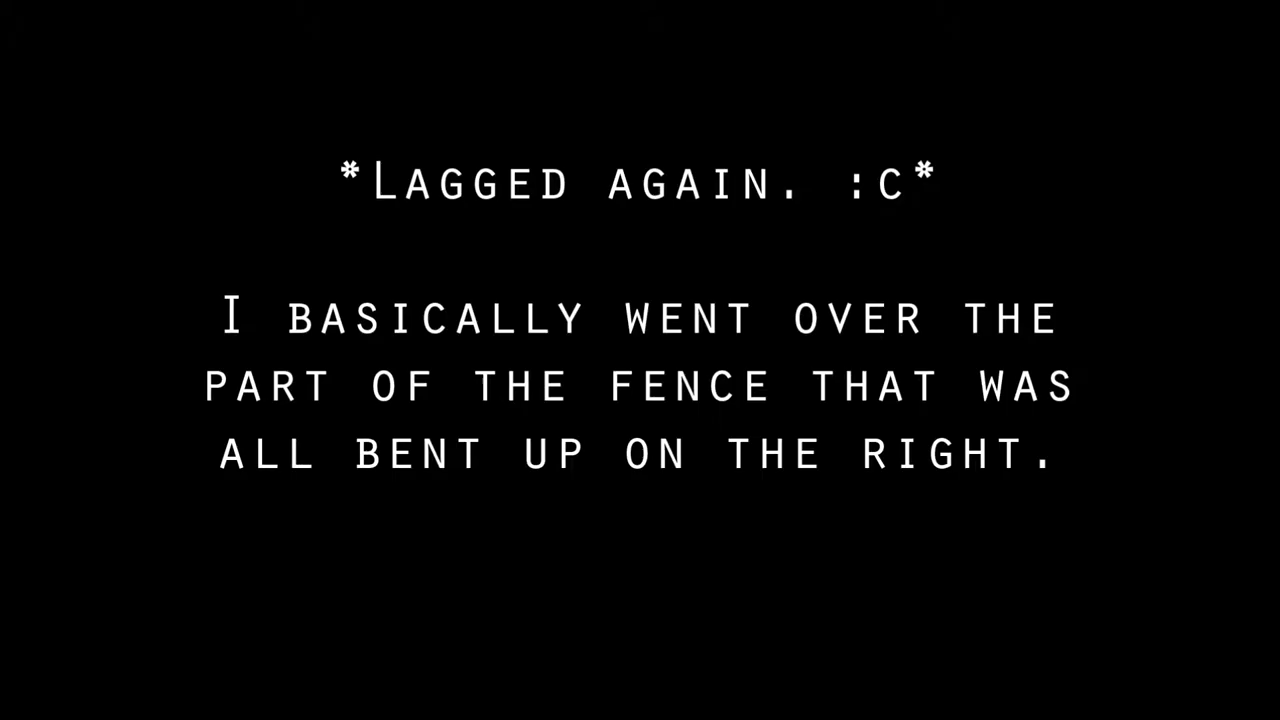 *Lagged again. :c*
I basically went over the
part of the fence that was
all bent up on the right.